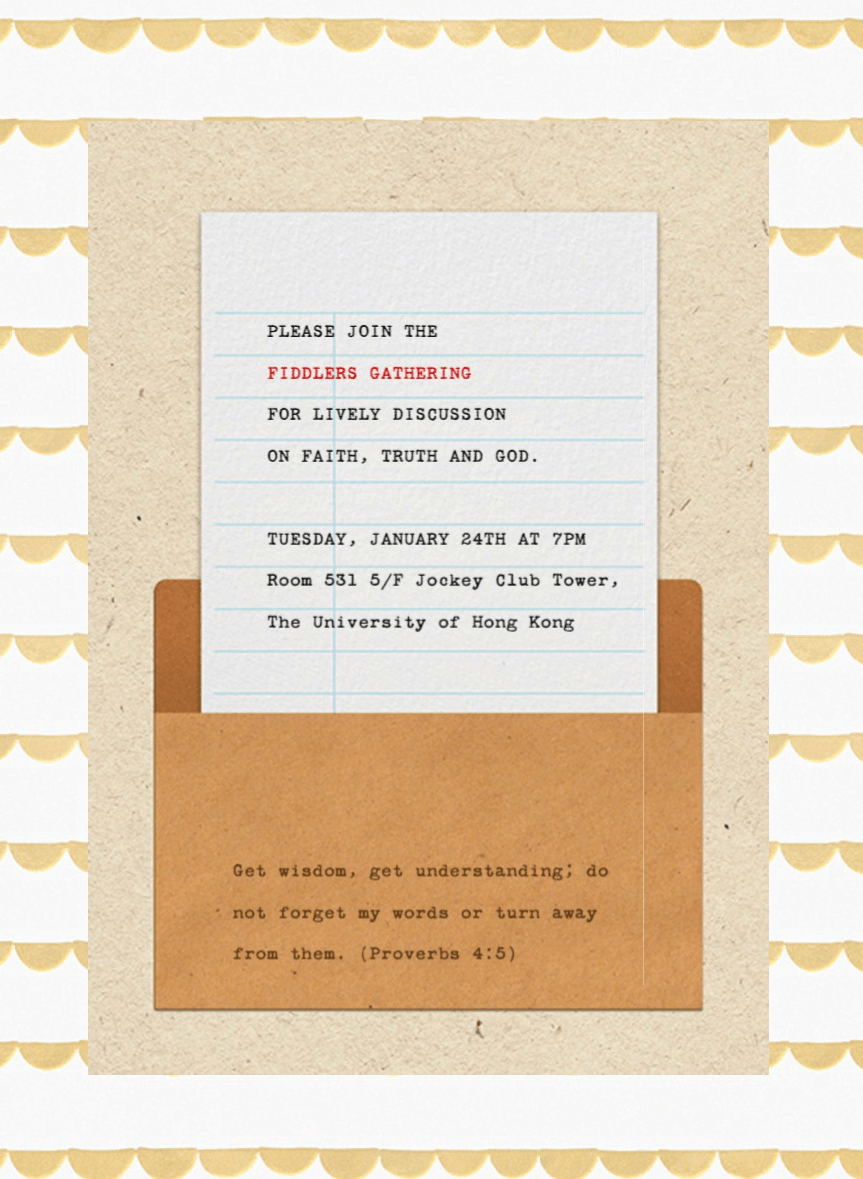 PLEASE JOIN THE
FIDDLERS GATHERING
FOR LIVELY DISCUSSION
ON FAITH, TRUTH AND GOD.
TUESDAY, JANUARY 24TH AT 7PM
Room 531 5/F Jockey Club Tower,
The University of Hong Kong
Get wisdom, get understanding; do
not forget my words or turn away
from them. (Proverbs 4:5)